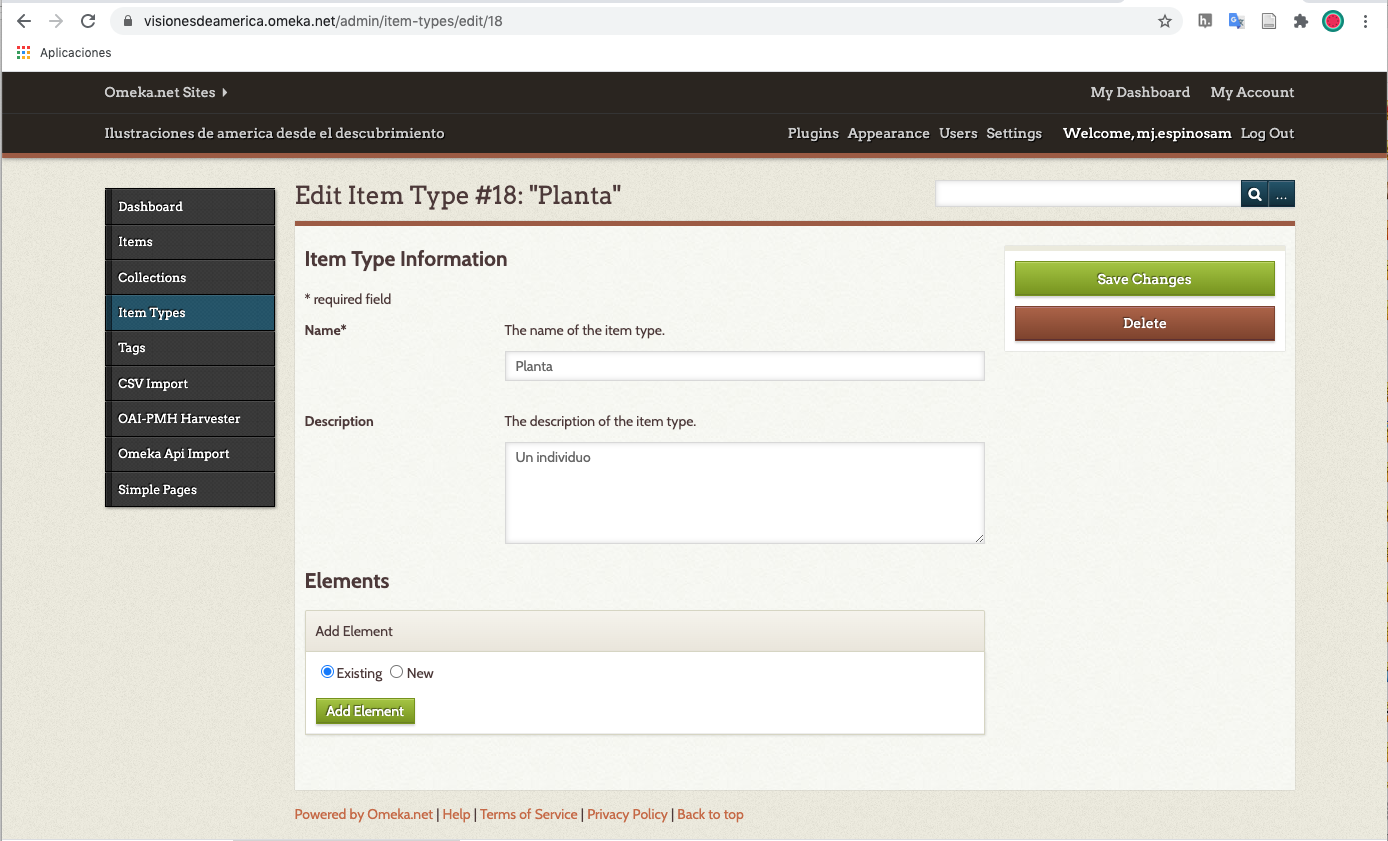 visionesdeamerica.omeka.net/admin/item-types/edit/18
Aplicaciones
Omeka.net Sites
My Dashboard My Account
Ilustraciones de america desde el descubrimiento
Plugins Appearance Users Settings Welcome, mj.espinosam Log Out
Dashboard
Items
Collections
Item Types
Tags
CSV Import
OAI-PMH Harvester
Omeka Api Import
Simple Pages
Edit Item Type #18: "Planta"
...
Item Type Information
* required field
Name*
The name of the item type.
Planta
Description
The description of the item type.
Un individuo
Elements
Add Element
Existing New
Add Element
Save Changes
Delete
Powered by Omeka.net | Help | Terms of Service | Privacy Policy | Back to top